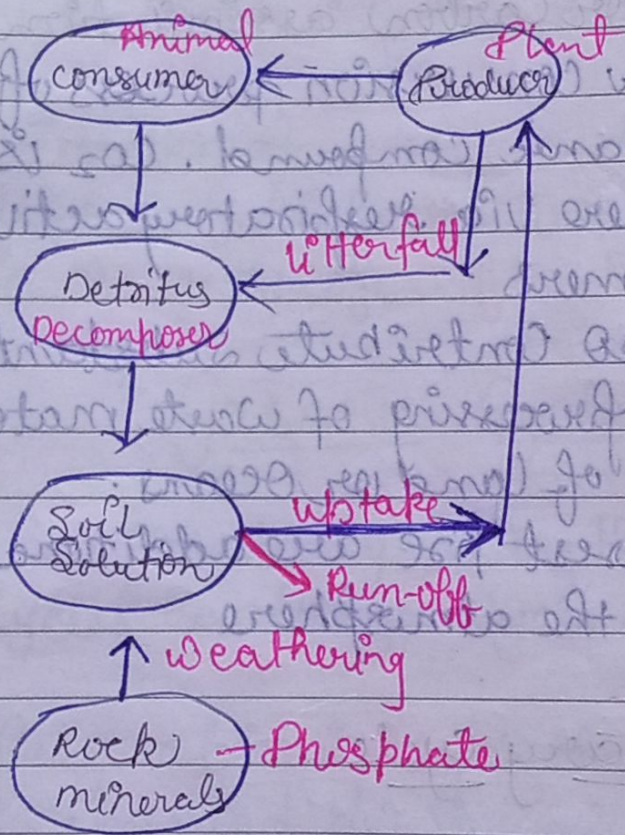 Animal
Consumer
Plant
Producer
Litterfall
Detritus
Decomposer
Soil
Solution
uptake
Run-off
Weathering
Rock
minerals
Phosphate